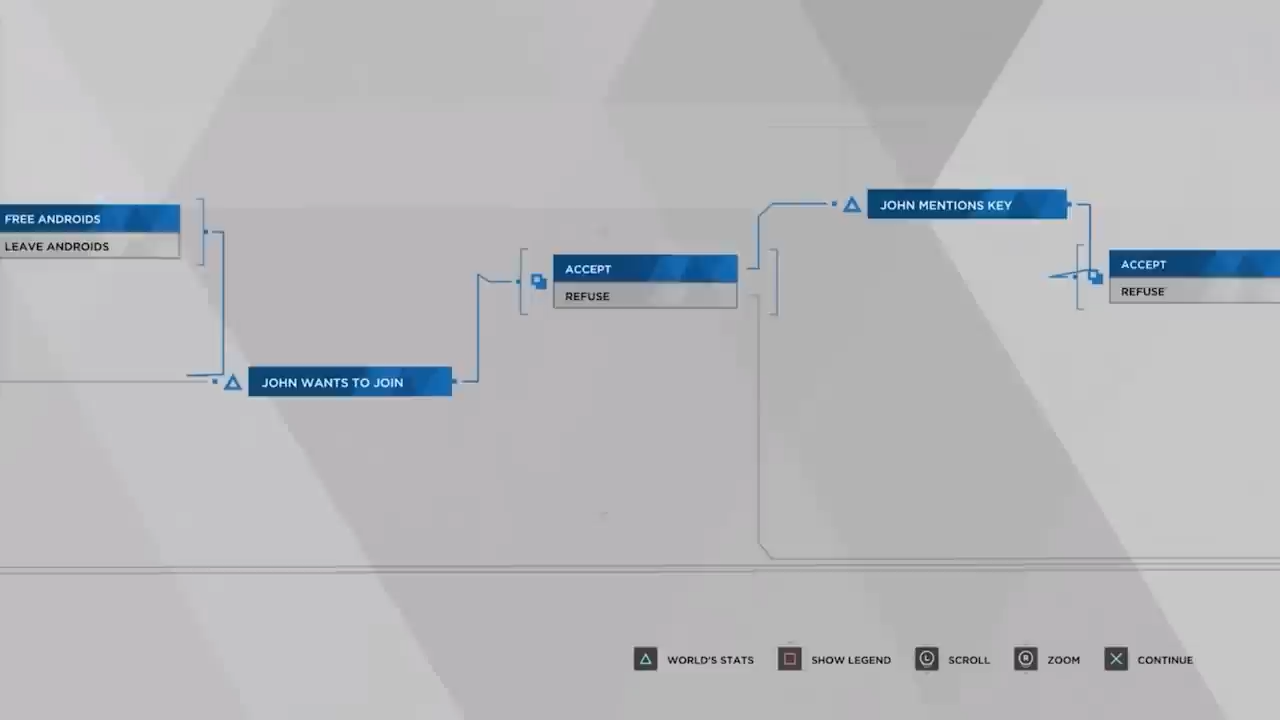 FREE ANDROIDS
LEAVE ANDROIDS
JOHN WANTS TO JOIN
ACCEPT
REFUSE
JOHN MENTIONS KEY
ACCEPT
REFUSE
WORLD'S STATS
SHOW LEGEND
L
SCROLL
R
ZOOM
CONTINUE